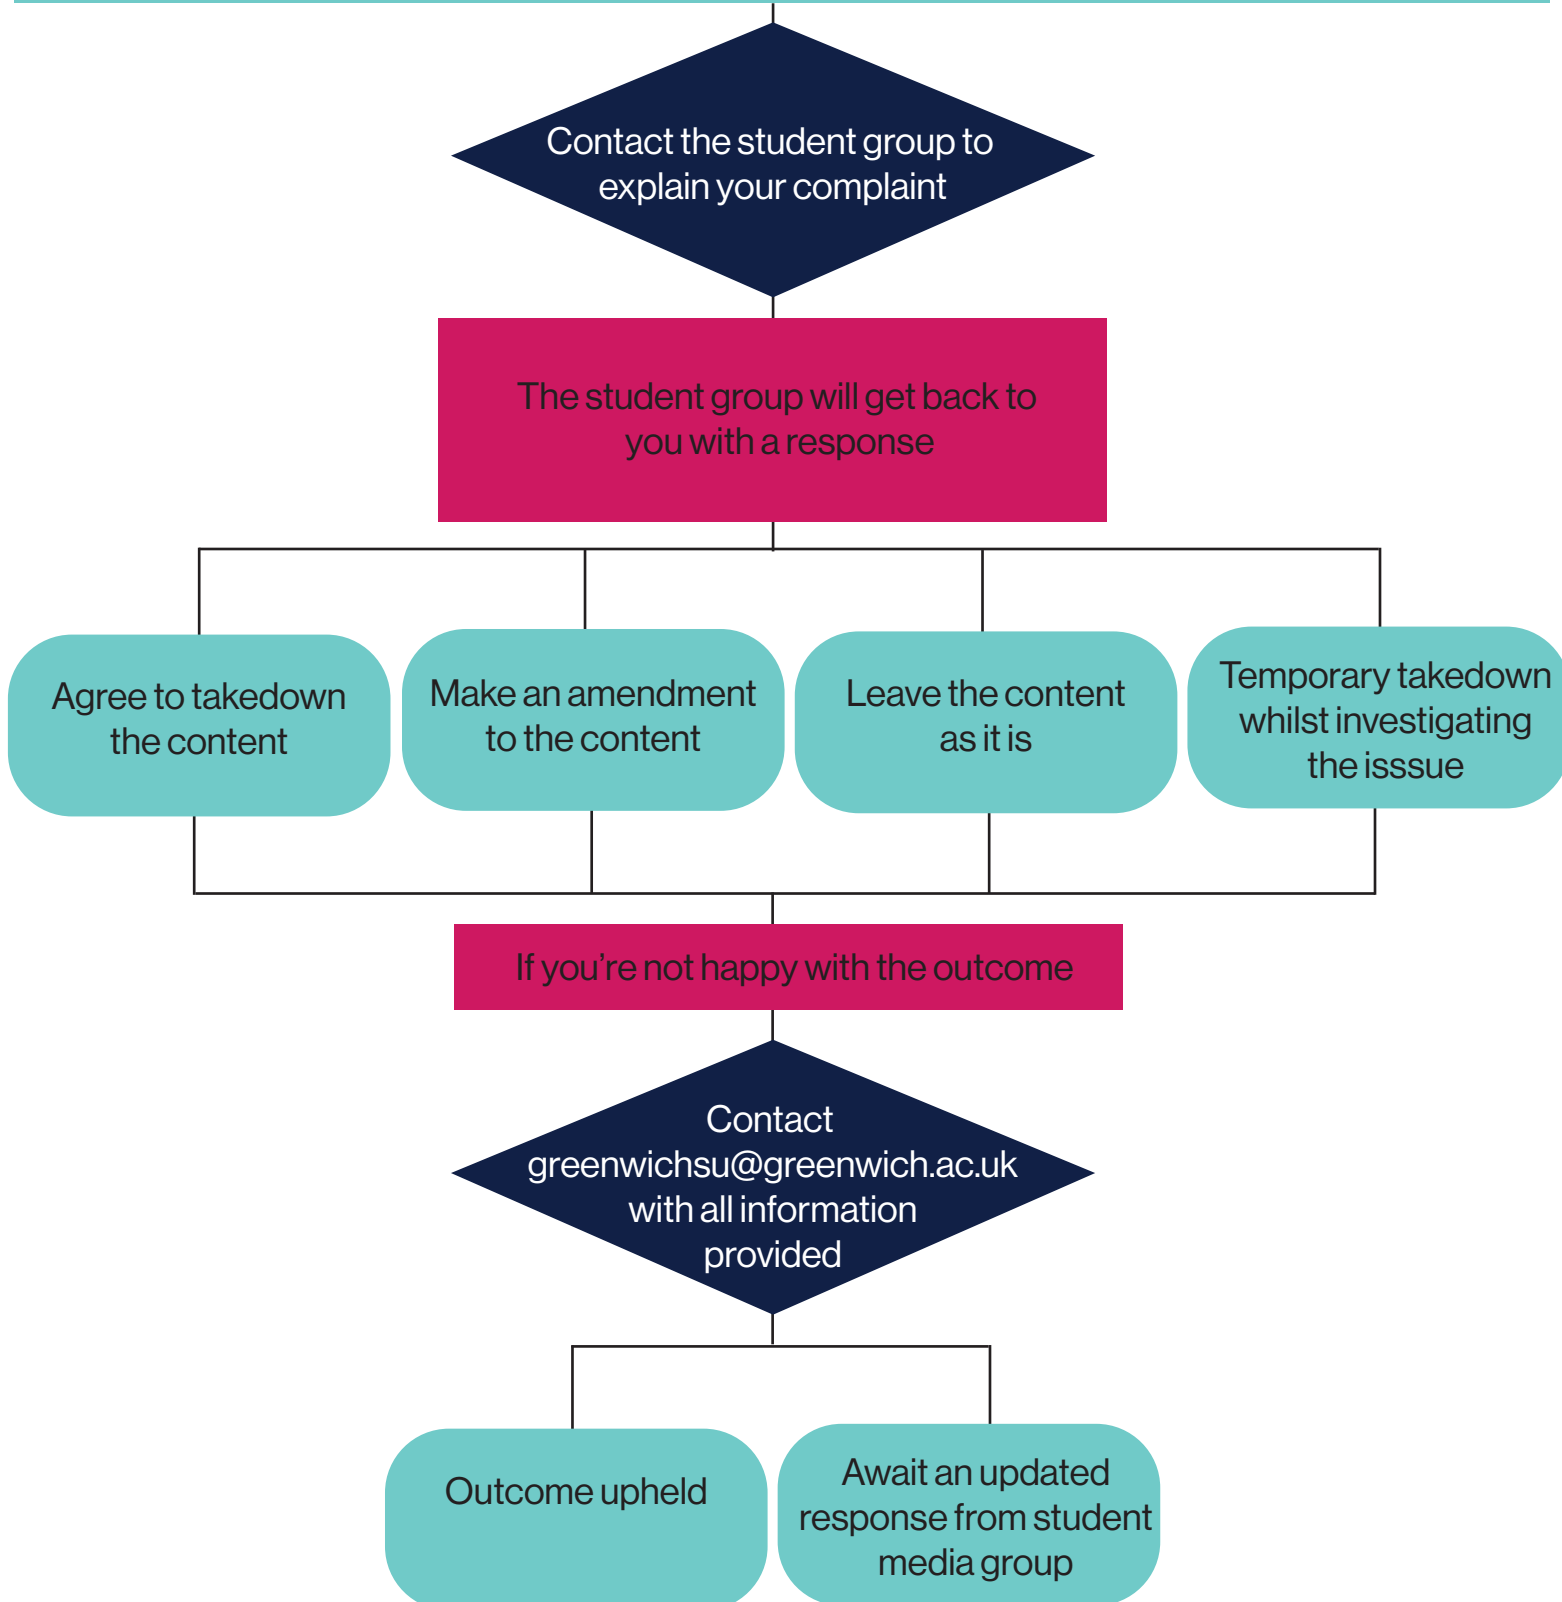 Contact the student group to
explain your complaint
The student group will get back to
you with a response
Agree to takedown
the content
Make an amendment
to the content
Leave the content
as it is
Temporary takedown
whilst investigating
the isssue
If you’re not happy with the outcome
Contact
greenwichsu@greenwich.ac.uk
with all information
provided
Outcome upheld
Await an updated
response from student
media group